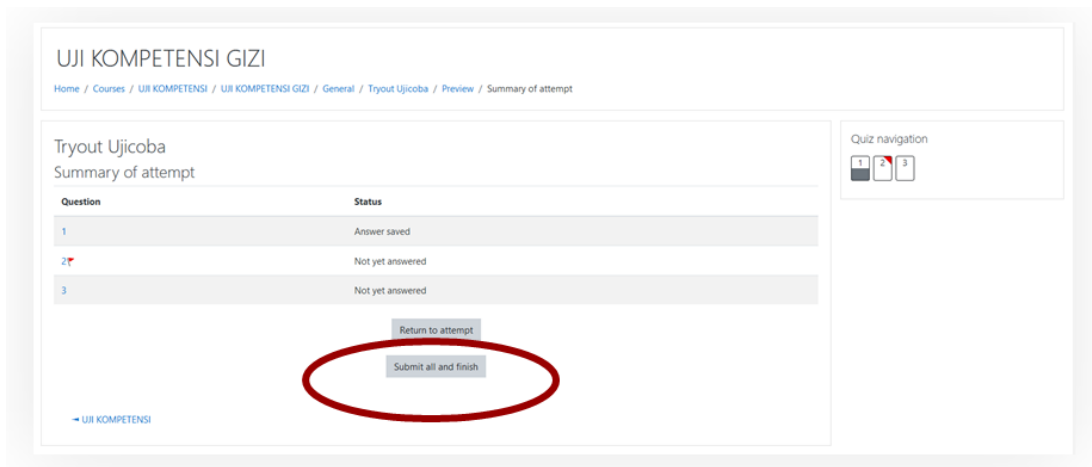 UJI KOMPETENSI GIZI
Home / Courses / UJI KOMPETENSI / UJI KOMPETENSI GIZI / General / Tryout Ujicoba / Preview / Summary of attempt
Tryout Ujicoba
Summary of attempt
Question Status
1 Answer saved
2 Not yet answered
3 Not yet answered
Return to attempt
Submit all and finish
◄ UJI KOMPETENSI
Quiz navigation
1 2 3